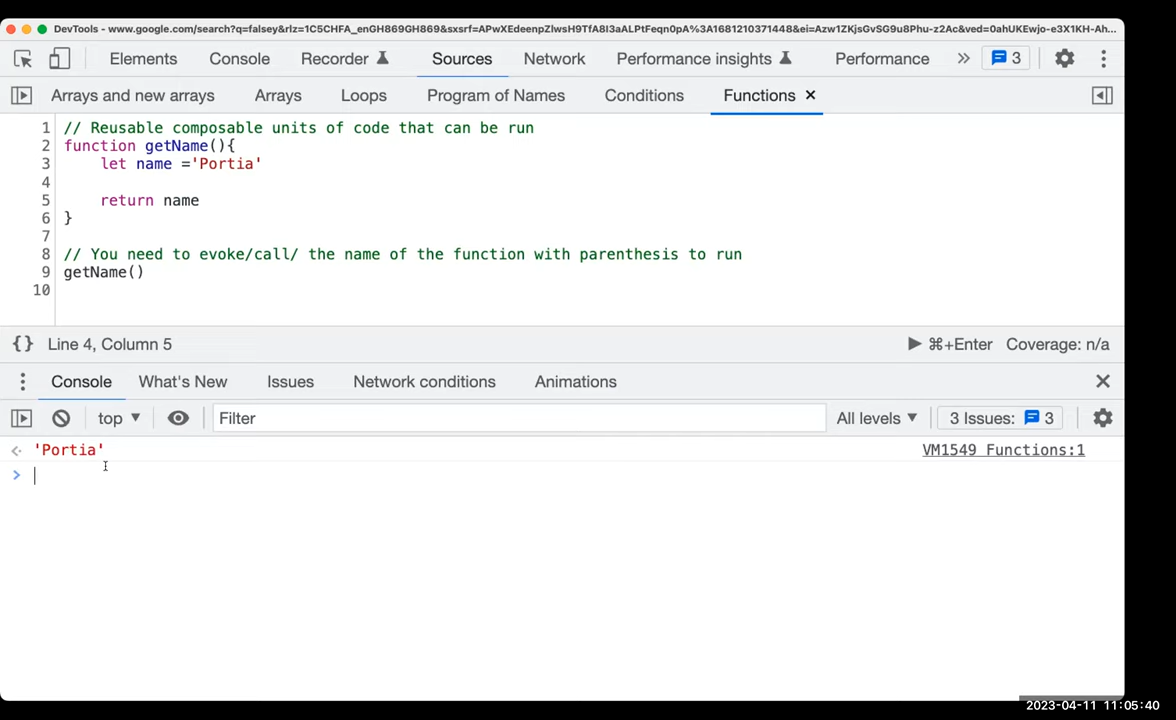 DevTools - www.google.com/search?q=falsey&rlz=1C5CHFA_enGH869GH869&sxsrf=APwXEdeenpZlwsH9TfA8I3aALPtFeqn0pA%3A1681210371448&ei=Azw1ZKjsGvSG9u8Phu-z2Ac&ved=0ahUKEwjo-e3X1KH-Ah...
Elements Console Recorder Sources Network Performance insights Performance » 3
Arrays and new arrays Arrays Loops Program of Names Conditions Functions ×
1 // Reusable composable units of code that can be run
2 function getName(){
3 let name ='Portia'
4
5 return name
6 }
7
8 // You need to evoke/call/ the name of the function with parenthesis to run
9 getName()
10
{} Line 4, Column 5 ⌘+Enter Coverage: n/a
Console What's New Issues Network conditions Animations
top Filter All levels 3 Issues: 3
'Portia' VM1549 Functions:1
>
2023-04-11 11:05:40